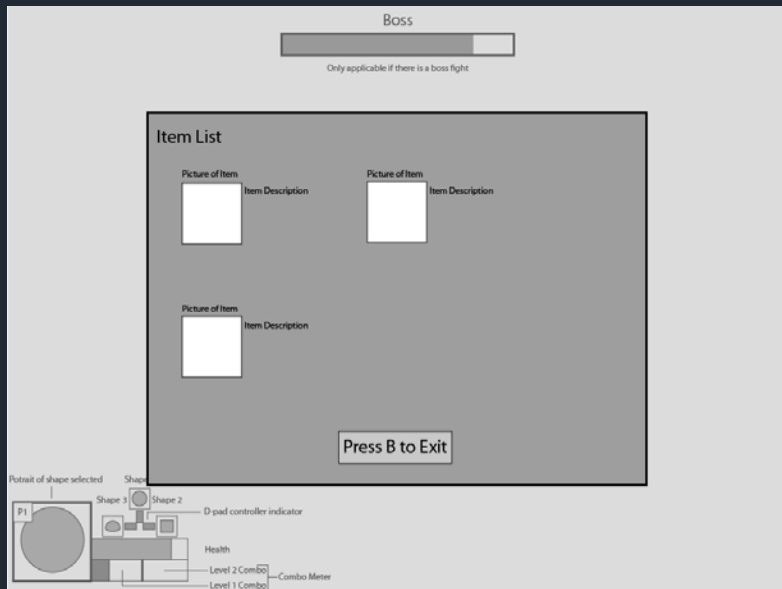 Boss
Only applicable if there is a boss fight
Item List
Picture of Item
Item Description
Picture of Item
Item Description
Picture of Item
Item Description
Press B to Exit
Potrait of shape selected
Shape
P1
Shape 3
Shape 2
D-pad controller indicator
Health
Level 2 Combo
Combo Meter
Level 1 Combo